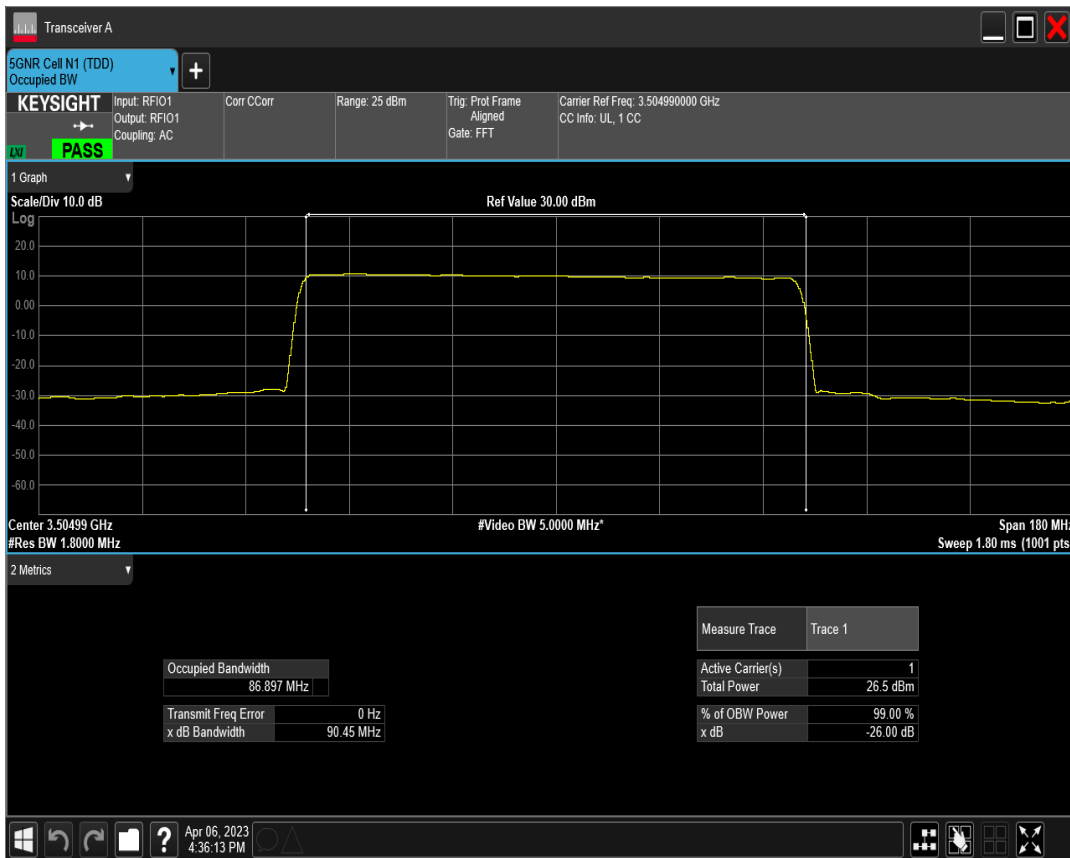 Transceiver A
5GNR Cell N1 (TDD)
Occupied BW
KEYSIGHT
LXI
PASS
Input: RFIO1
Output: RFIO1
Coupling: AC
Corr CCorr
Range: 25 dBm
Trig: Prot Frame
Aligned
Gate: FFT
Carrier Ref Freq: 3.504990000 GHz
CC Info: UL, 1 CC
1 Graph
Scale/Div 10.0 dB
Ref Value 30.00 dBm
Log
20.0
10.0
0.00
-10.0
-20.0
-30.0
-40.0
-50.0
-60.0
Center 3.50499 GHz
#Video BW 5.0000 MHz*
Span 180 MHz
#Res BW 1.8000 MHz
Sweep 1.80 ms (1001 pts
2 Metrics
Measure Trace Trace 1
Occupied Bandwidth
86.897 MHz
Active Carrier(s) 1
Total Power 26.5 dBm
Transmit Freq Error 0 Hz
x dB Bandwidth 90.45 MHz
% of OBW Power 99.00 %
x dB -26.00 dB
?
Apr 06, 2023
4:36:13 PM